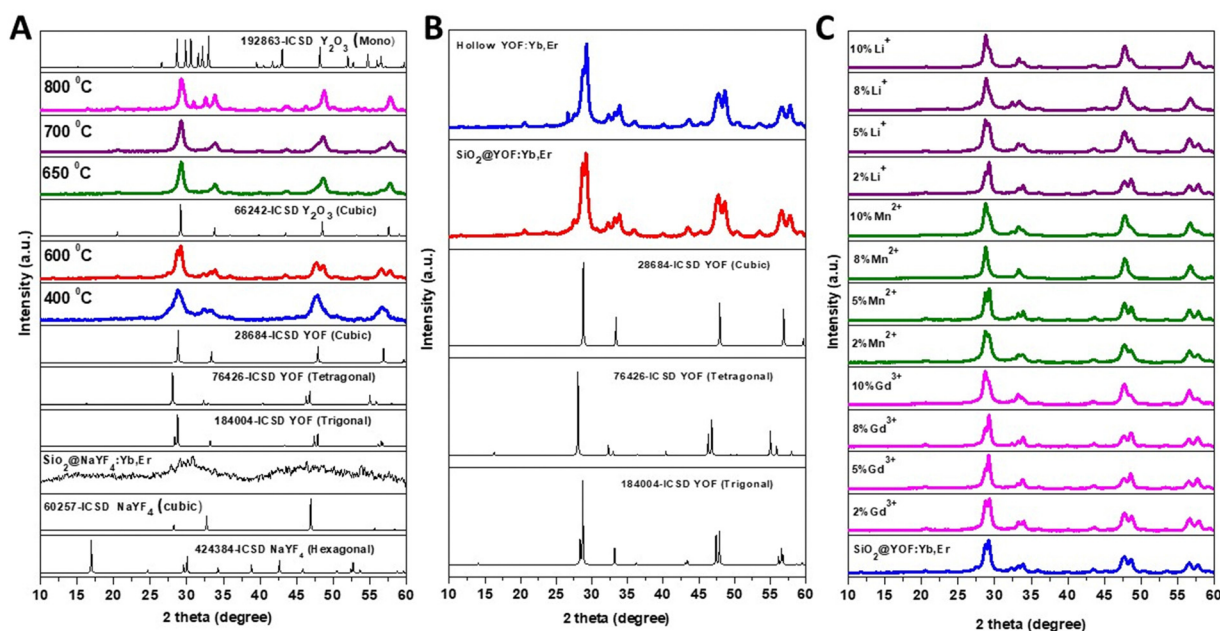 A
192863-ICSD Y2O3 (Mono)
800 ⁰C
700 ⁰C
650 ⁰C
66242-ICSD Y2O3 (Cubic)
600 ⁰C
400 ⁰C
28684-ICSD YOF (Cubic)
76426-ICSD YOF (Tetragonal)
184004-ICSD YOF (Trigonal)
Sio2@NaYF4:Yb,Er
60257-ICSD NaYF4 (cubic)
424384-ICSD NaYF4 (Hexagonal)
10 15 20 25 30 35 40 45 50 55 60
2 theta (degree)
Intensity (a.u.)
B
Hollow YOF:Yb,Er
SiO2@YOF:Yb,Er
28684-ICSD YOF (Cubic)
76426-ICSD YOF (Tetragonal)
184004-ICSD YOF (Trigonal)
10 20 30 40 50 60
2 theta (degree)
Intensity (a.u.)
C
10% Li+
8% Li+
5% Li+
2% Li+
10% Mn2+
8% Mn2+
5% Mn2+
2% Mn2+
10% Gd3+
8% Gd3+
5% Gd3+
2% Gd3+
SiO2@YOF:Yb,Er
10 15 20 25 30 35 40 45 50 55 60
2 theta (degree)
Intensity (a.u.)